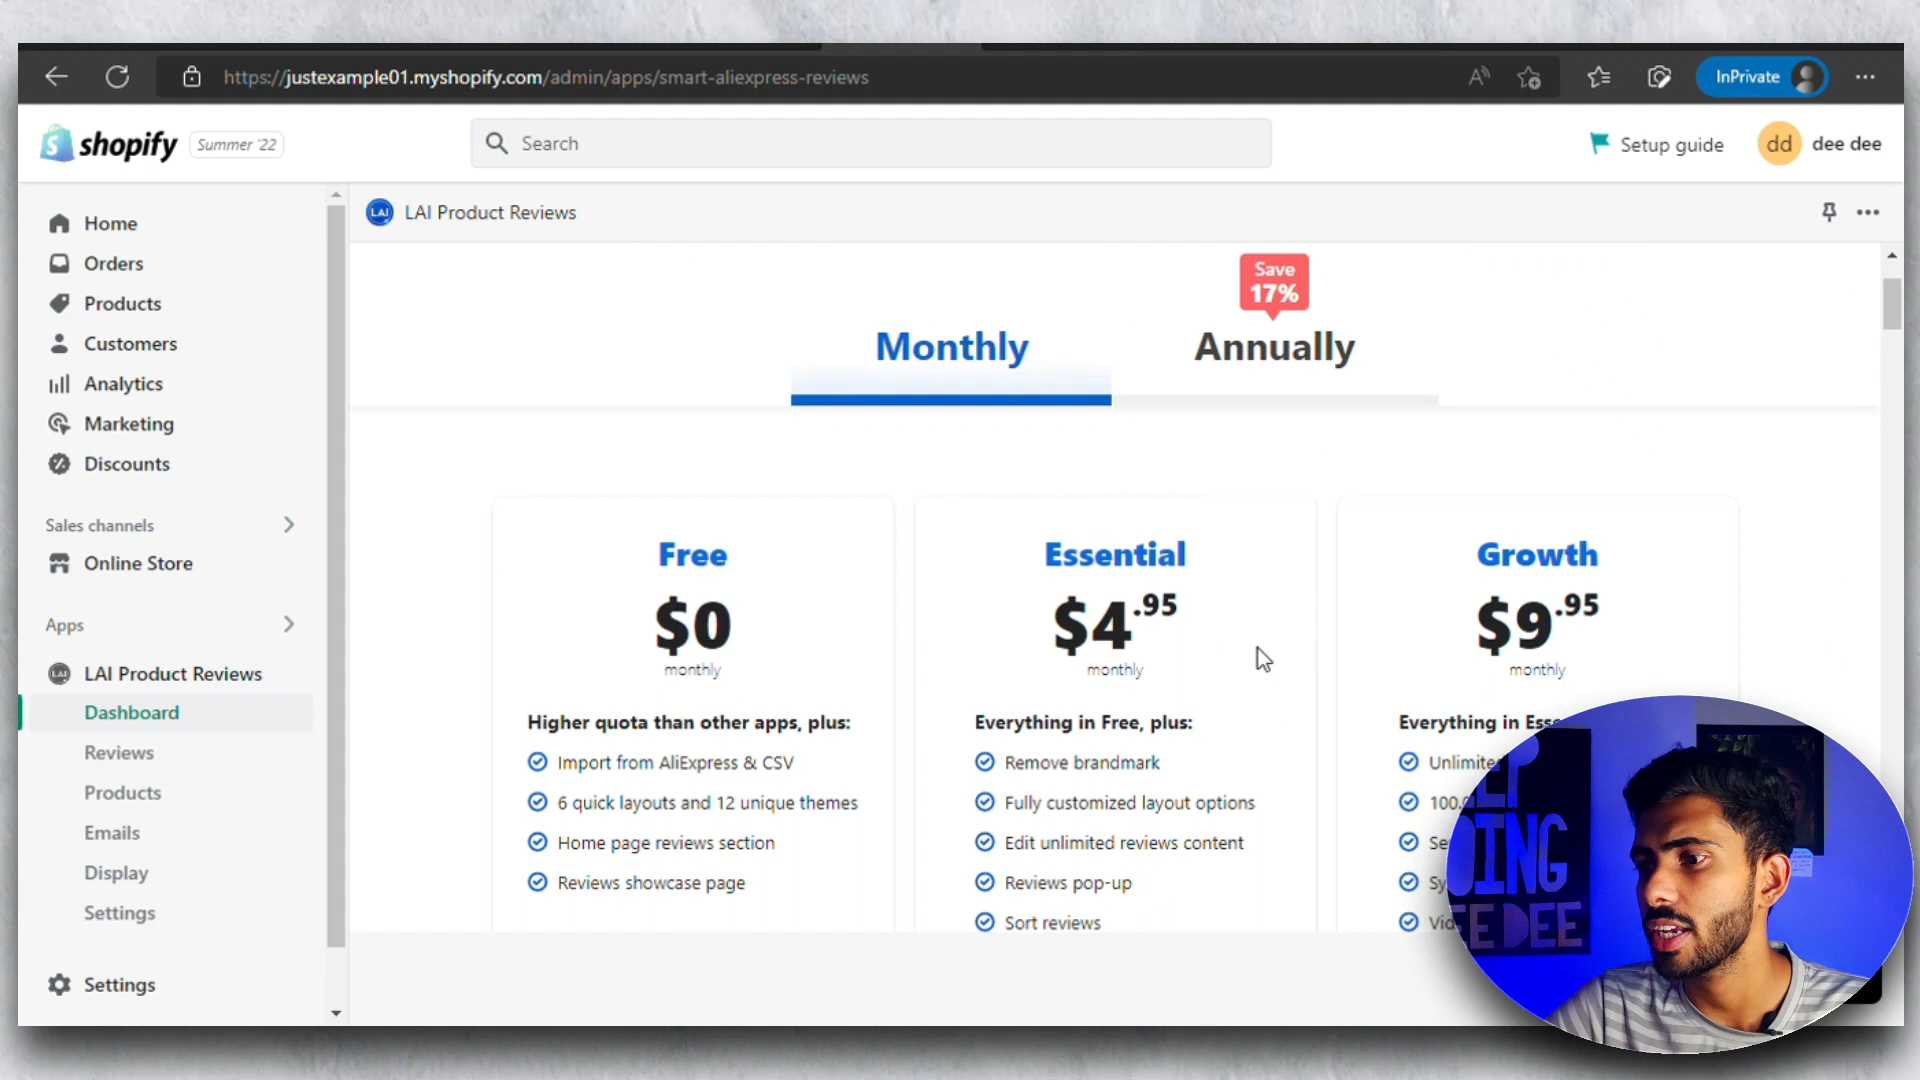 https://justexample01.myshopify.com/admin/apps/smart-aliexpress-reviews
InPrivate
shopify
Summer '22
Search
Setup guide
dd
dee dee
Home
Orders
Products
Customers
Analytics
Marketing
Discounts
Sales channels
Online Store
Apps
LAI Product Reviews
Dashboard
Reviews
Products
Emails
Display
Settings
Settings
LAI
LAI Product Reviews
Save
17%
Monthly
Annually
Free
$0
monthly
Higher quota than other apps, plus:
Import from AliExpress & CSV
6 quick layouts and 12 unique themes
Home page reviews section
Reviews showcase page
Essential
$4.95
monthly
Everything in Free, plus:
Remove brandmark
Fully customized layout options
Edit unlimited reviews content
Reviews pop-up
Sort reviews
Growth
$9.95
monthly
Everything in
OING
DEE